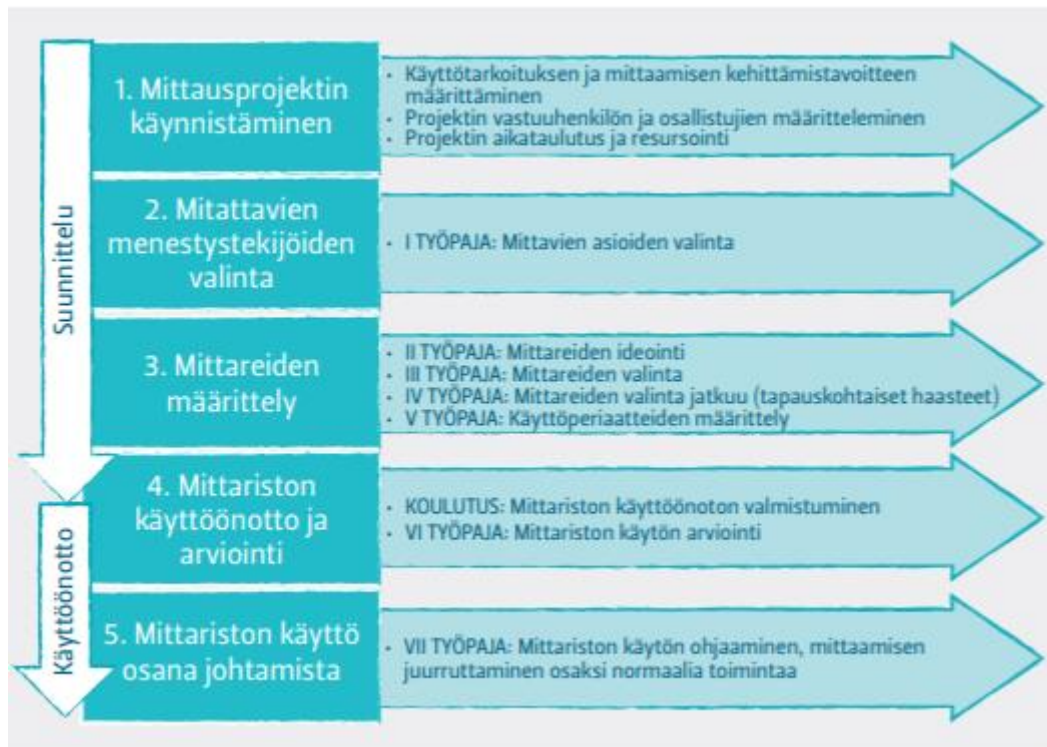 Suunnittelu
1. Mittausprojektin
käynnistäminen
• Käyttötarkoituksen ja mittaamisen kehittämistavoitteen
määrittäminen
• Projektin vastuuhenkilön ja osallistujien määritteleminen
• Projektin aikataulutus ja resursointi
2. Mitattavien
menestystekijöiden
valinta
• I TYÖPAJA: Mittavien asioiden valinta
3. Mittareiden
määrittely
• II TYÖPAJA: Mittareiden ideointi
• III TYÖPAJA: Mittareiden valinta
• IV TYÖPAJA: Mittareiden valinta jatkuu (tapauskohtaiset haasteet)
• V TYÖPAJA: Käyttöperiaatteiden määrittely
Käyttöönotto
4. Mittariston
käyttöönotto ja
arviointi
• KOULUTUS: Mittariston käyttöönoton valmistuminen
• VI TYÖPAJA: Mittariston käytön arviointi
5. Mittariston käyttö
osana johtamista
• VII TYÖPAJA: Mittariston käytön ohjaaminen, mittaamisen
juurruttaminen osaksi normaalia toimintaa